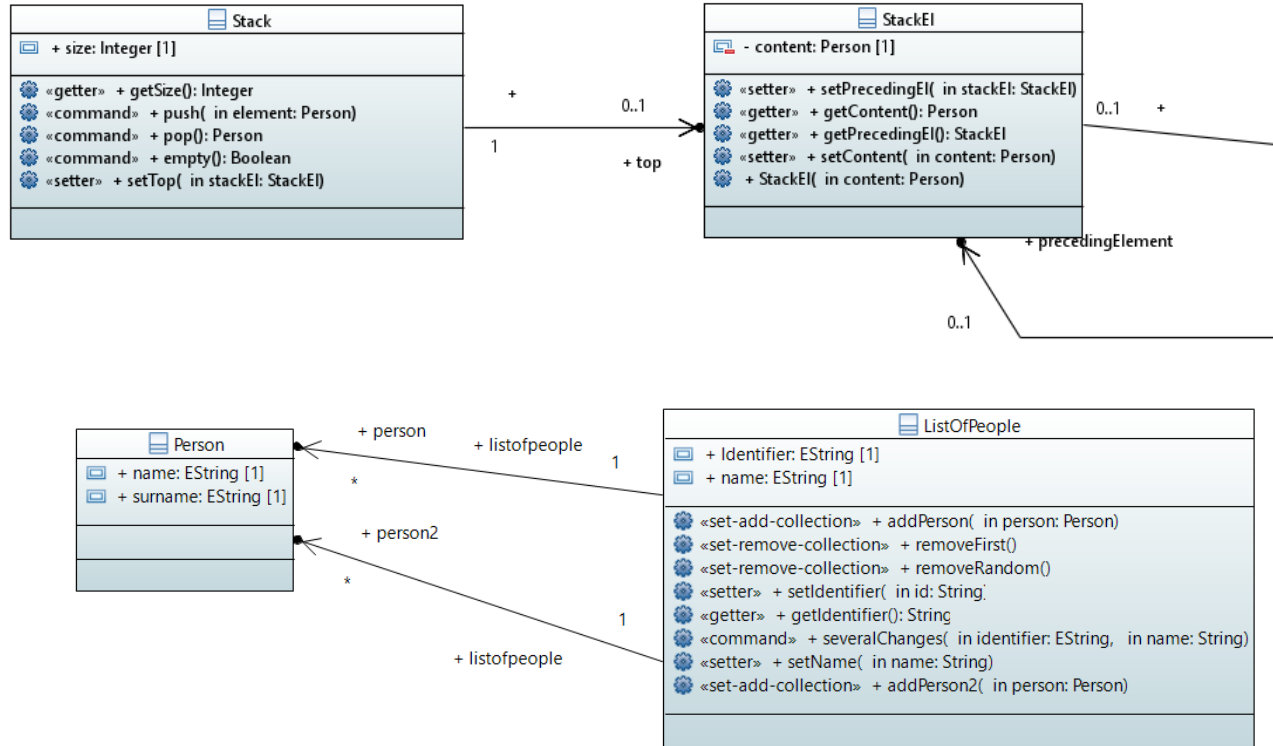 Stack
+ size: Integer [1]
«getter» + getSize(): Integer
«command» + push( in element: Person)
«command» + pop(): Person
«command» + empty(): Boolean
«setter» + setTop( in stackEl: StackEl)
+
0..1
1
+ top
StackEl
- content: Person [1]
«setter» + setPrecedingEl( in stackEl: StackEl)
«getter» + getContent(): Person
«getter» + getPrecedingEl(): StackEl
«setter» + setContent( in content: Person)
+ StackEl( in content: Person)
0..1
+
+ precedingElement
0..1
Person
+ name: EString [1]
+ surname: EString [1]
+ person
+ listofpeople
1
*
+ person2
*
1
+ listofpeople
ListOfPeople
+ Identifier: EString [1]
+ name: EString [1]
«set-add-collection» + addPerson( in person: Person)
«set-remove-collection» + removeFirst()
«set-remove-collection» + removeRandom()
«setter» + setIdentifier( in id: String)
«getter» + getIdentifier(): String
«command» + severalChanges( in identifier: EString, in name: String)
«setter» + setName( in name: String)
«set-add-collection» + addPerson2( in person: Person)